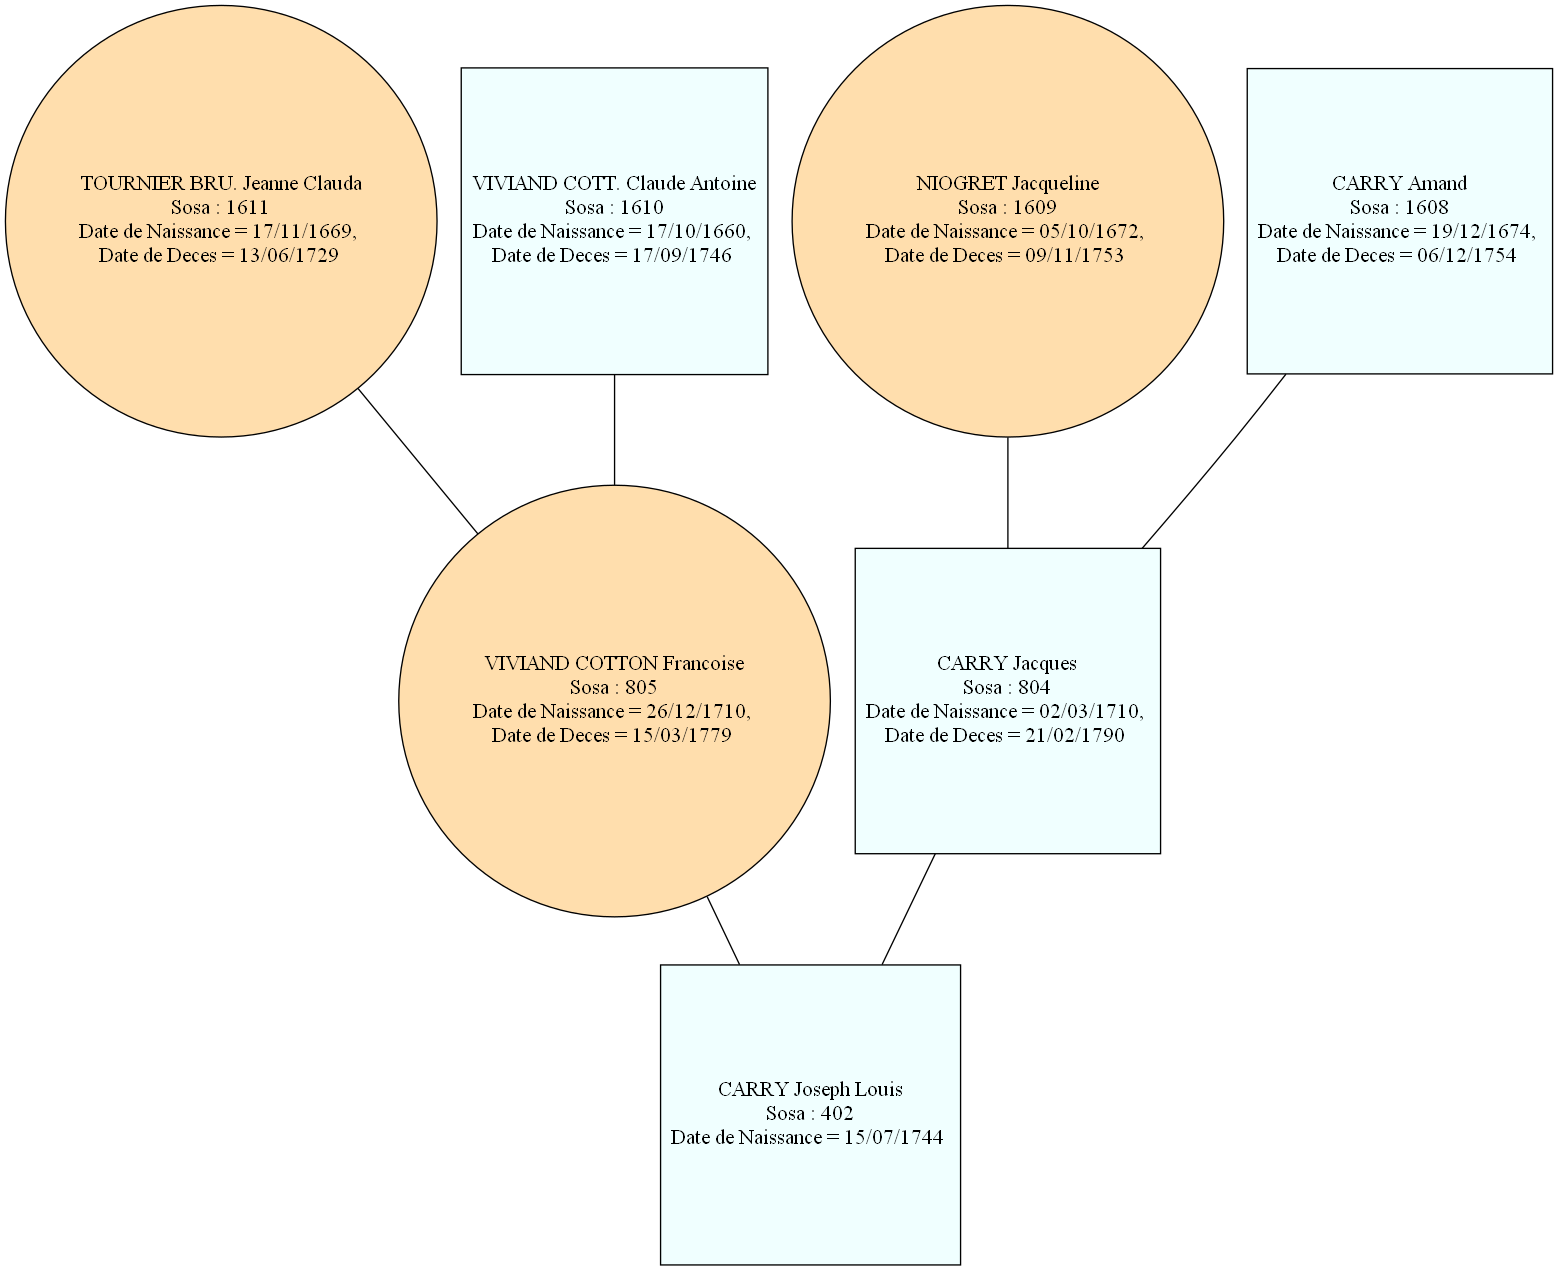 TOURNIER BRU. Jeanne Clauda
Sosa : 1611
Date de Naissance = 17/11/1669,
Date de Deces = 13/06/1729
VIVIAND COTT. Claude Antoine
Sosa : 1610
Date de Naissance = 17/10/1660,
Date de Deces = 17/09/1746
NIOGRET Jacqueline
Sosa : 1609
Date de Naissance = 05/10/1672,
Date de Deces = 09/11/1753
CARRY Amand
Sosa : 1608
Date de Naissance = 19/12/1674,
Date de Deces = 06/12/1754
VIVIAND COTTON Francoise
Sosa : 805
Date de Naissance = 26/12/1710,
Date de Deces = 15/03/1779
CARRY Jacques
Sosa : 804
Date de Naissance = 02/03/1710,
Date de Deces = 21/02/1790
CARRY Joseph Louis
Sosa : 402
Date de Naissance = 15/07/1744